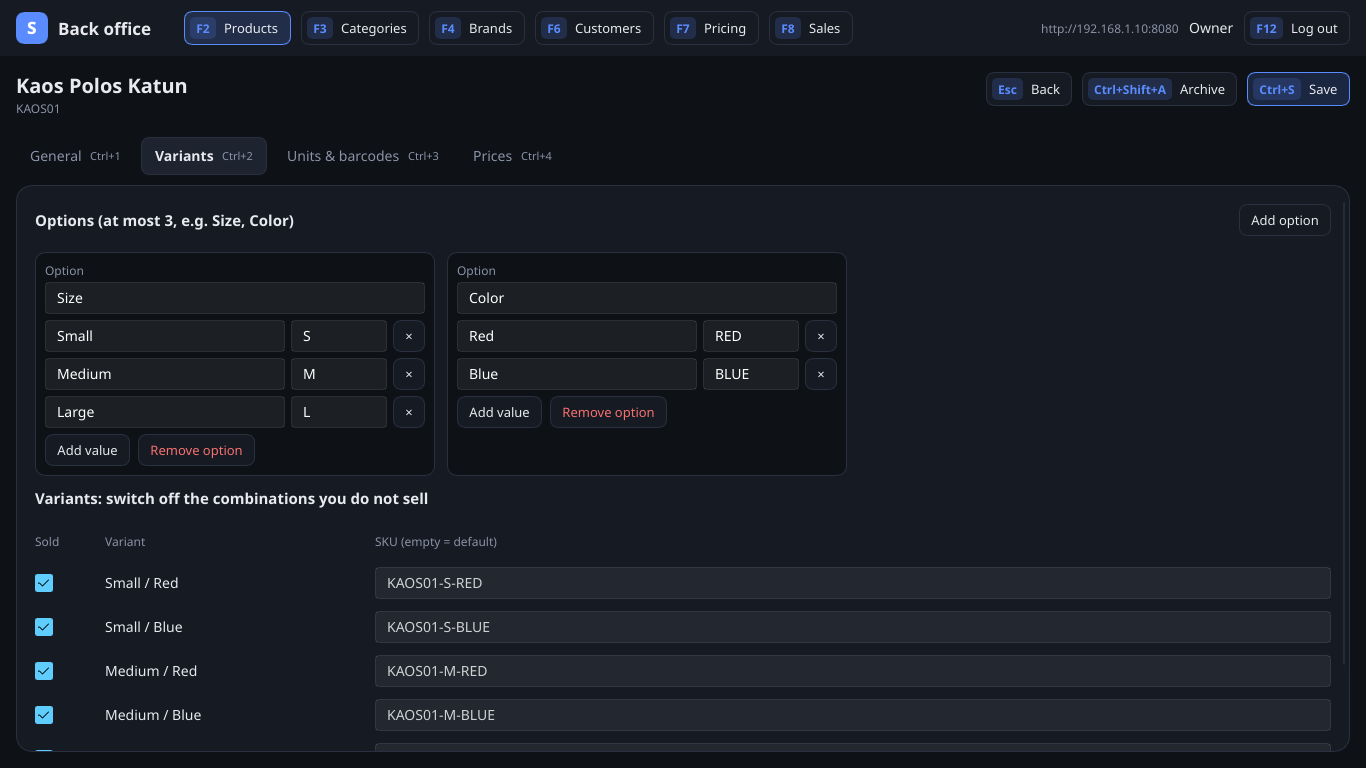 S Back office F2 Products F3 Categories F4 Brands F6 Customers F7 Pricing F8 Sales http://192.168.1.10:8080 Owner F12 Log out
Kaos Polos Katun
KAOS01
Esc Back Ctrl+Shift+A Archive Ctrl+S Save
General Ctrl+1 Variants Ctrl+2 Units & barcodes Ctrl+3 Prices Ctrl+4
Options (at most 3, e.g. Size, Color) Add option
Option
Size
Small S ×
Medium M ×
Large L ×
Add value Remove option
Option
Color
Red RED ×
Blue BLUE ×
Add value Remove option
Variants: switch off the combinations you do not sell
Sold Variant SKU (empty = default)
Small / Red KAOS01-S-RED
Small / Blue KAOS01-S-BLUE
Medium / Red KAOS01-M-RED
Medium / Blue KAOS01-M-BLUE